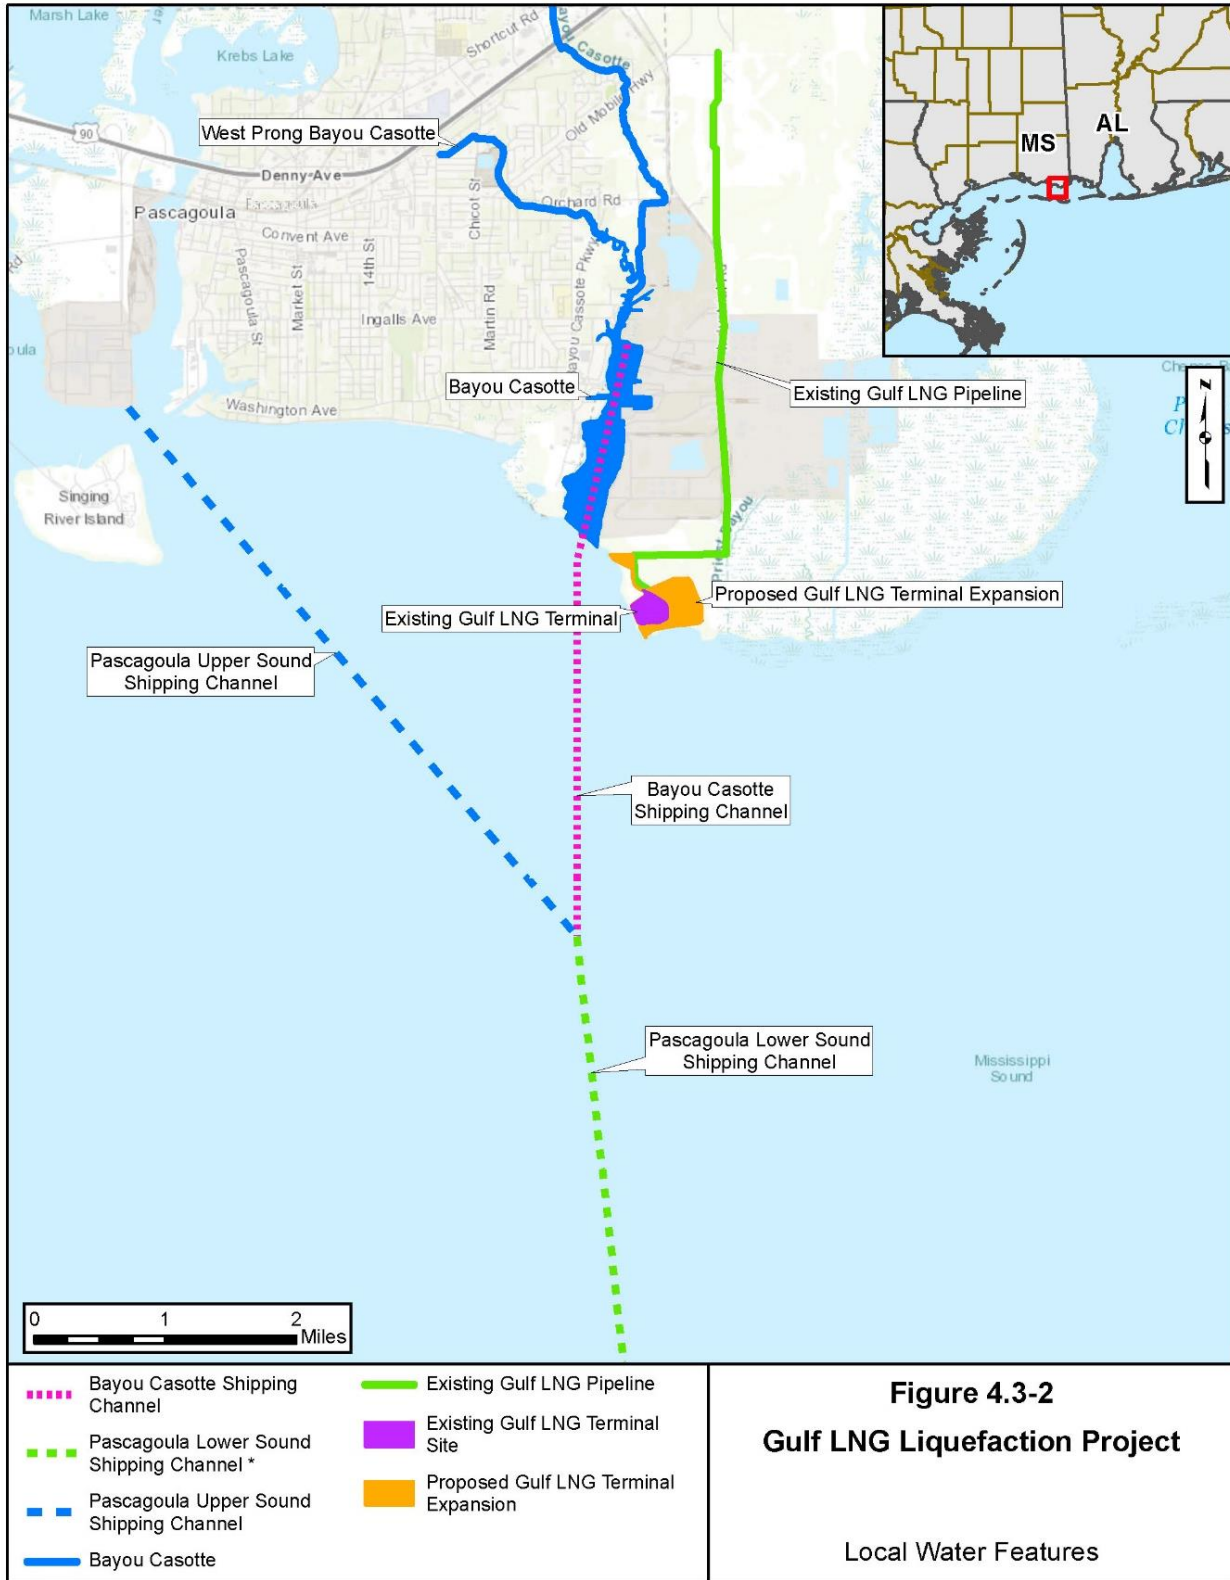 Marsh Lake
Krebs Lake
Shortcut Rd
Bayou Casotte
Old Mobile Hwy
West Prong Bayou Casotte
90
Denny Ave
Pascagoula
Pascagoula
Convent Ave
Orchard Rd
Chicot St
14th St
Market St
Pascagoula St
Ingalls Ave
Martin Rd
Bayou Cassote Pkwy
Rd
oula
Washington Ave
Bayou Casotte
Existing Gulf LNG Pipeline
MS
AL
N
Singing
River Island
Priest Bayou
Proposed Gulf LNG Terminal Expansion
Existing Gulf LNG Terminal
Pascagoula Upper Sound
Shipping Channel
Bayou Casotte
Shipping Channel
Pascagoula Lower Sound
Shipping Channel
Mississippi
Sound
0 1 2
Miles
Bayou Casotte Shipping
Channel
Pascagoula Lower Sound
Shipping Channel *
Pascagoula Upper Sound
Shipping Channel
Bayou Casotte
Existing Gulf LNG Pipeline
Existing Gulf LNG Terminal
Site
Proposed Gulf LNG Terminal
Expansion
Figure 4.3-2
Gulf LNG Liquefaction Project
Local Water Features